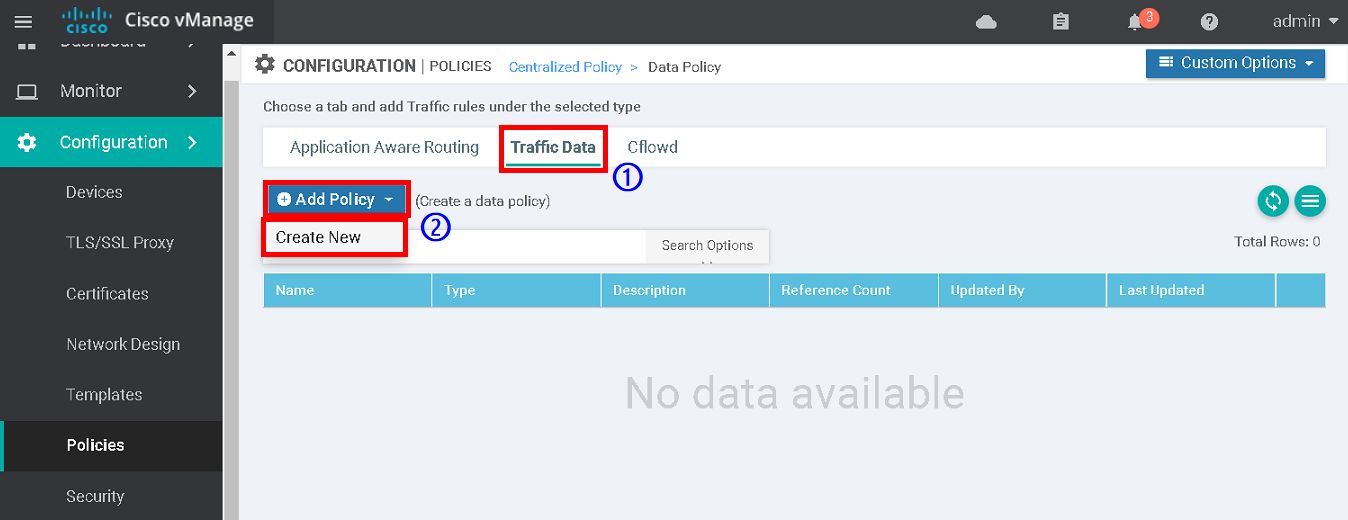 cisco Cisco vManage
3
admin
Dashboard
Monitor
Configuration
Devices
TLS/SSL Proxy
Certificates
Network Design
Templates
Policies
Security
CONFIGURATION | POLICIES Centralized Policy > Data Policy
Custom Options
Choose a tab and add Traffic rules under the selected type
Application Aware Routing Traffic Data Cflowd
1
Add Policy (Create a data policy)
2
Create New
Search Options
Total Rows: 0
Name Type Description Reference Count Updated By Last Updated
No data available